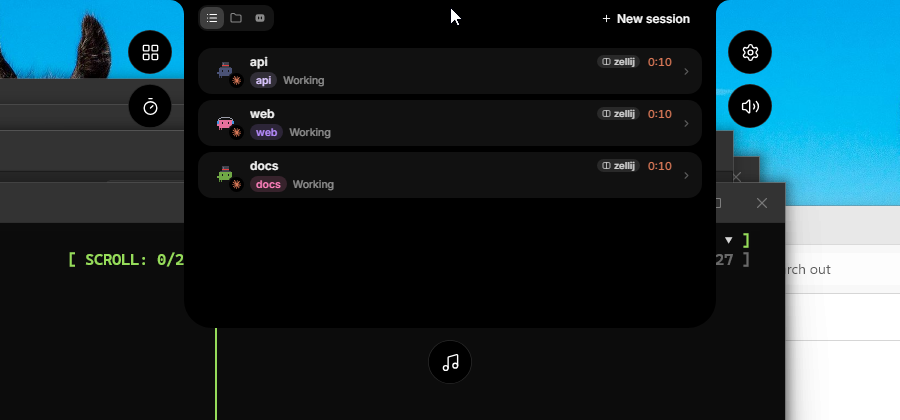 + New session
api
zellij 0:10
api Working
web
zellij 0:10
web Working
docs
zellij 0:10
docs Working
▼ ]
[ SCROLL: 0/2
27 ]
rch out